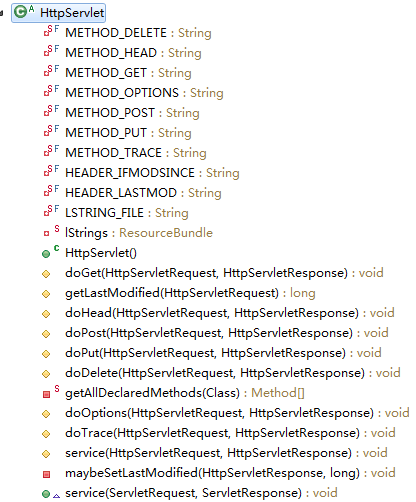 HttpServlet
METHOD_DELETE : String
METHOD_HEAD : String
METHOD_GET : String
METHOD_OPTIONS : String
METHOD_POST : String
METHOD_PUT : String
METHOD_TRACE : String
HEADER_IFMODSINCE : String
HEADER_LASTMOD : String
LSTRING_FILE : String
lStrings : ResourceBundle
HttpServlet()
doGet(HttpServletRequest, HttpServletResponse) : void
getLastModified(HttpServletRequest) : long
doHead(HttpServletRequest, HttpServletResponse) : void
doPost(HttpServletRequest, HttpServletResponse) : void
doPut(HttpServletRequest, HttpServletResponse) : void
doDelete(HttpServletRequest, HttpServletResponse) : void
getAllDeclaredMethods(Class) : Method[]
doOptions(HttpServletRequest, HttpServletResponse) : void
doTrace(HttpServletRequest, HttpServletResponse) : void
service(HttpServletRequest, HttpServletResponse) : void
maybeSetLastModified(HttpServletResponse, long) : void
service(ServletRequest, ServletResponse) : void